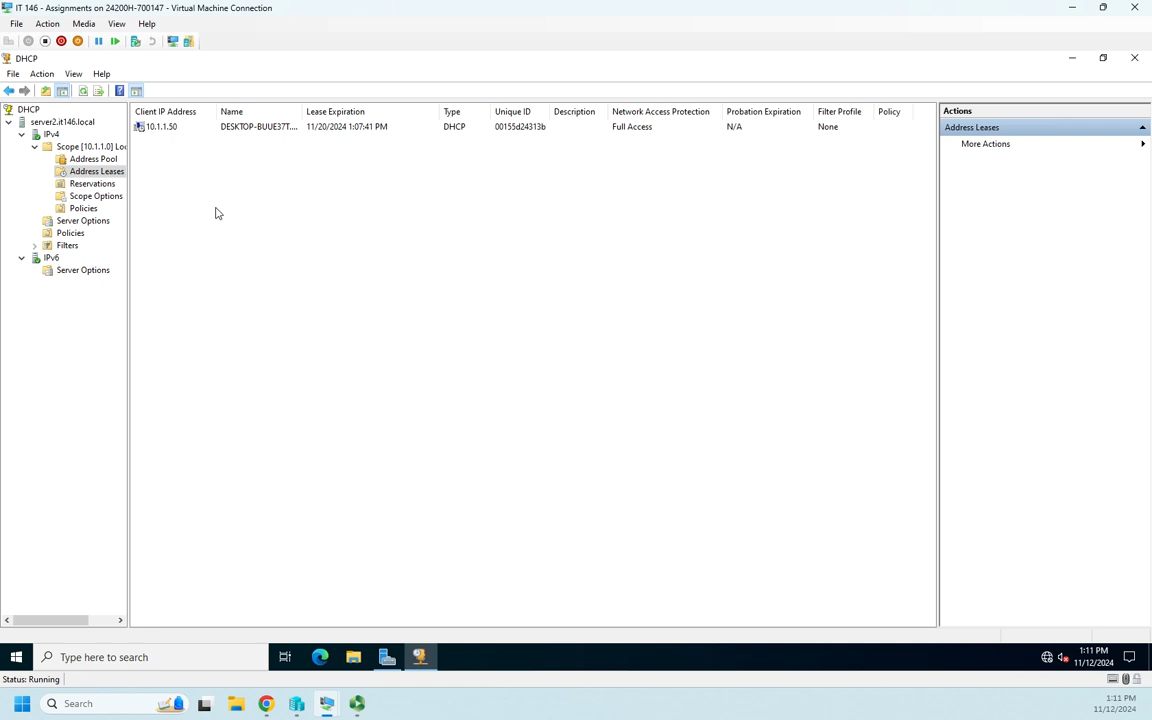 IT 146 - Assignments on 24200H-700147 - Virtual Machine Connection
File Action Media View Help
DHCP
File Action View Help
DHCP
server2.it146.local
IPv4
Scope [10.1.1.0] Loc
Address Pool
Address Leases
Reservations
Scope Options
Policies
Server Options
Policies
Filters
IPv6
Server Options
Client IP Address Name Lease Expiration Type Unique ID Description Network Access Protection Probation Expiration Filter Profile Policy
10.1.1.50 DESKTOP-BUUE37T.... 11/20/2024 1:07:41 PM DHCP 00155d24313b Full Access N/A None
Actions
Address Leases
More Actions
Type here to search
1:11 PM
11/12/2024
Status: Running
Search
1:11 PM
11/12/2024